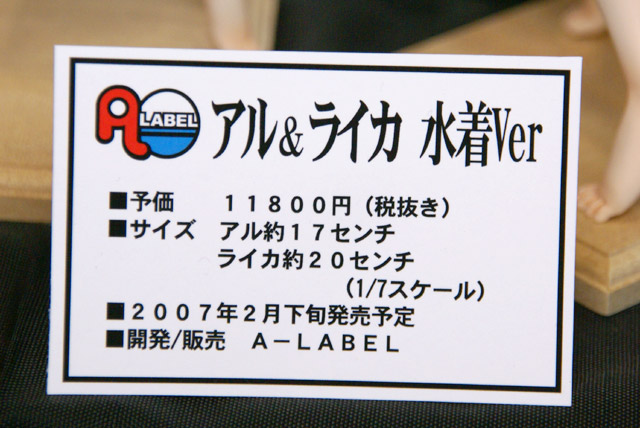 A LABEL アル&ライカ 水着Ver
■予価　１１８００円（税抜き）
■サイズ　アル約１７センチ
ライカ約２０センチ
（1/7スケール）
■２００７年２月下旬発売予定
■開発/販売　Ａ－ＬＡＢＥＬ